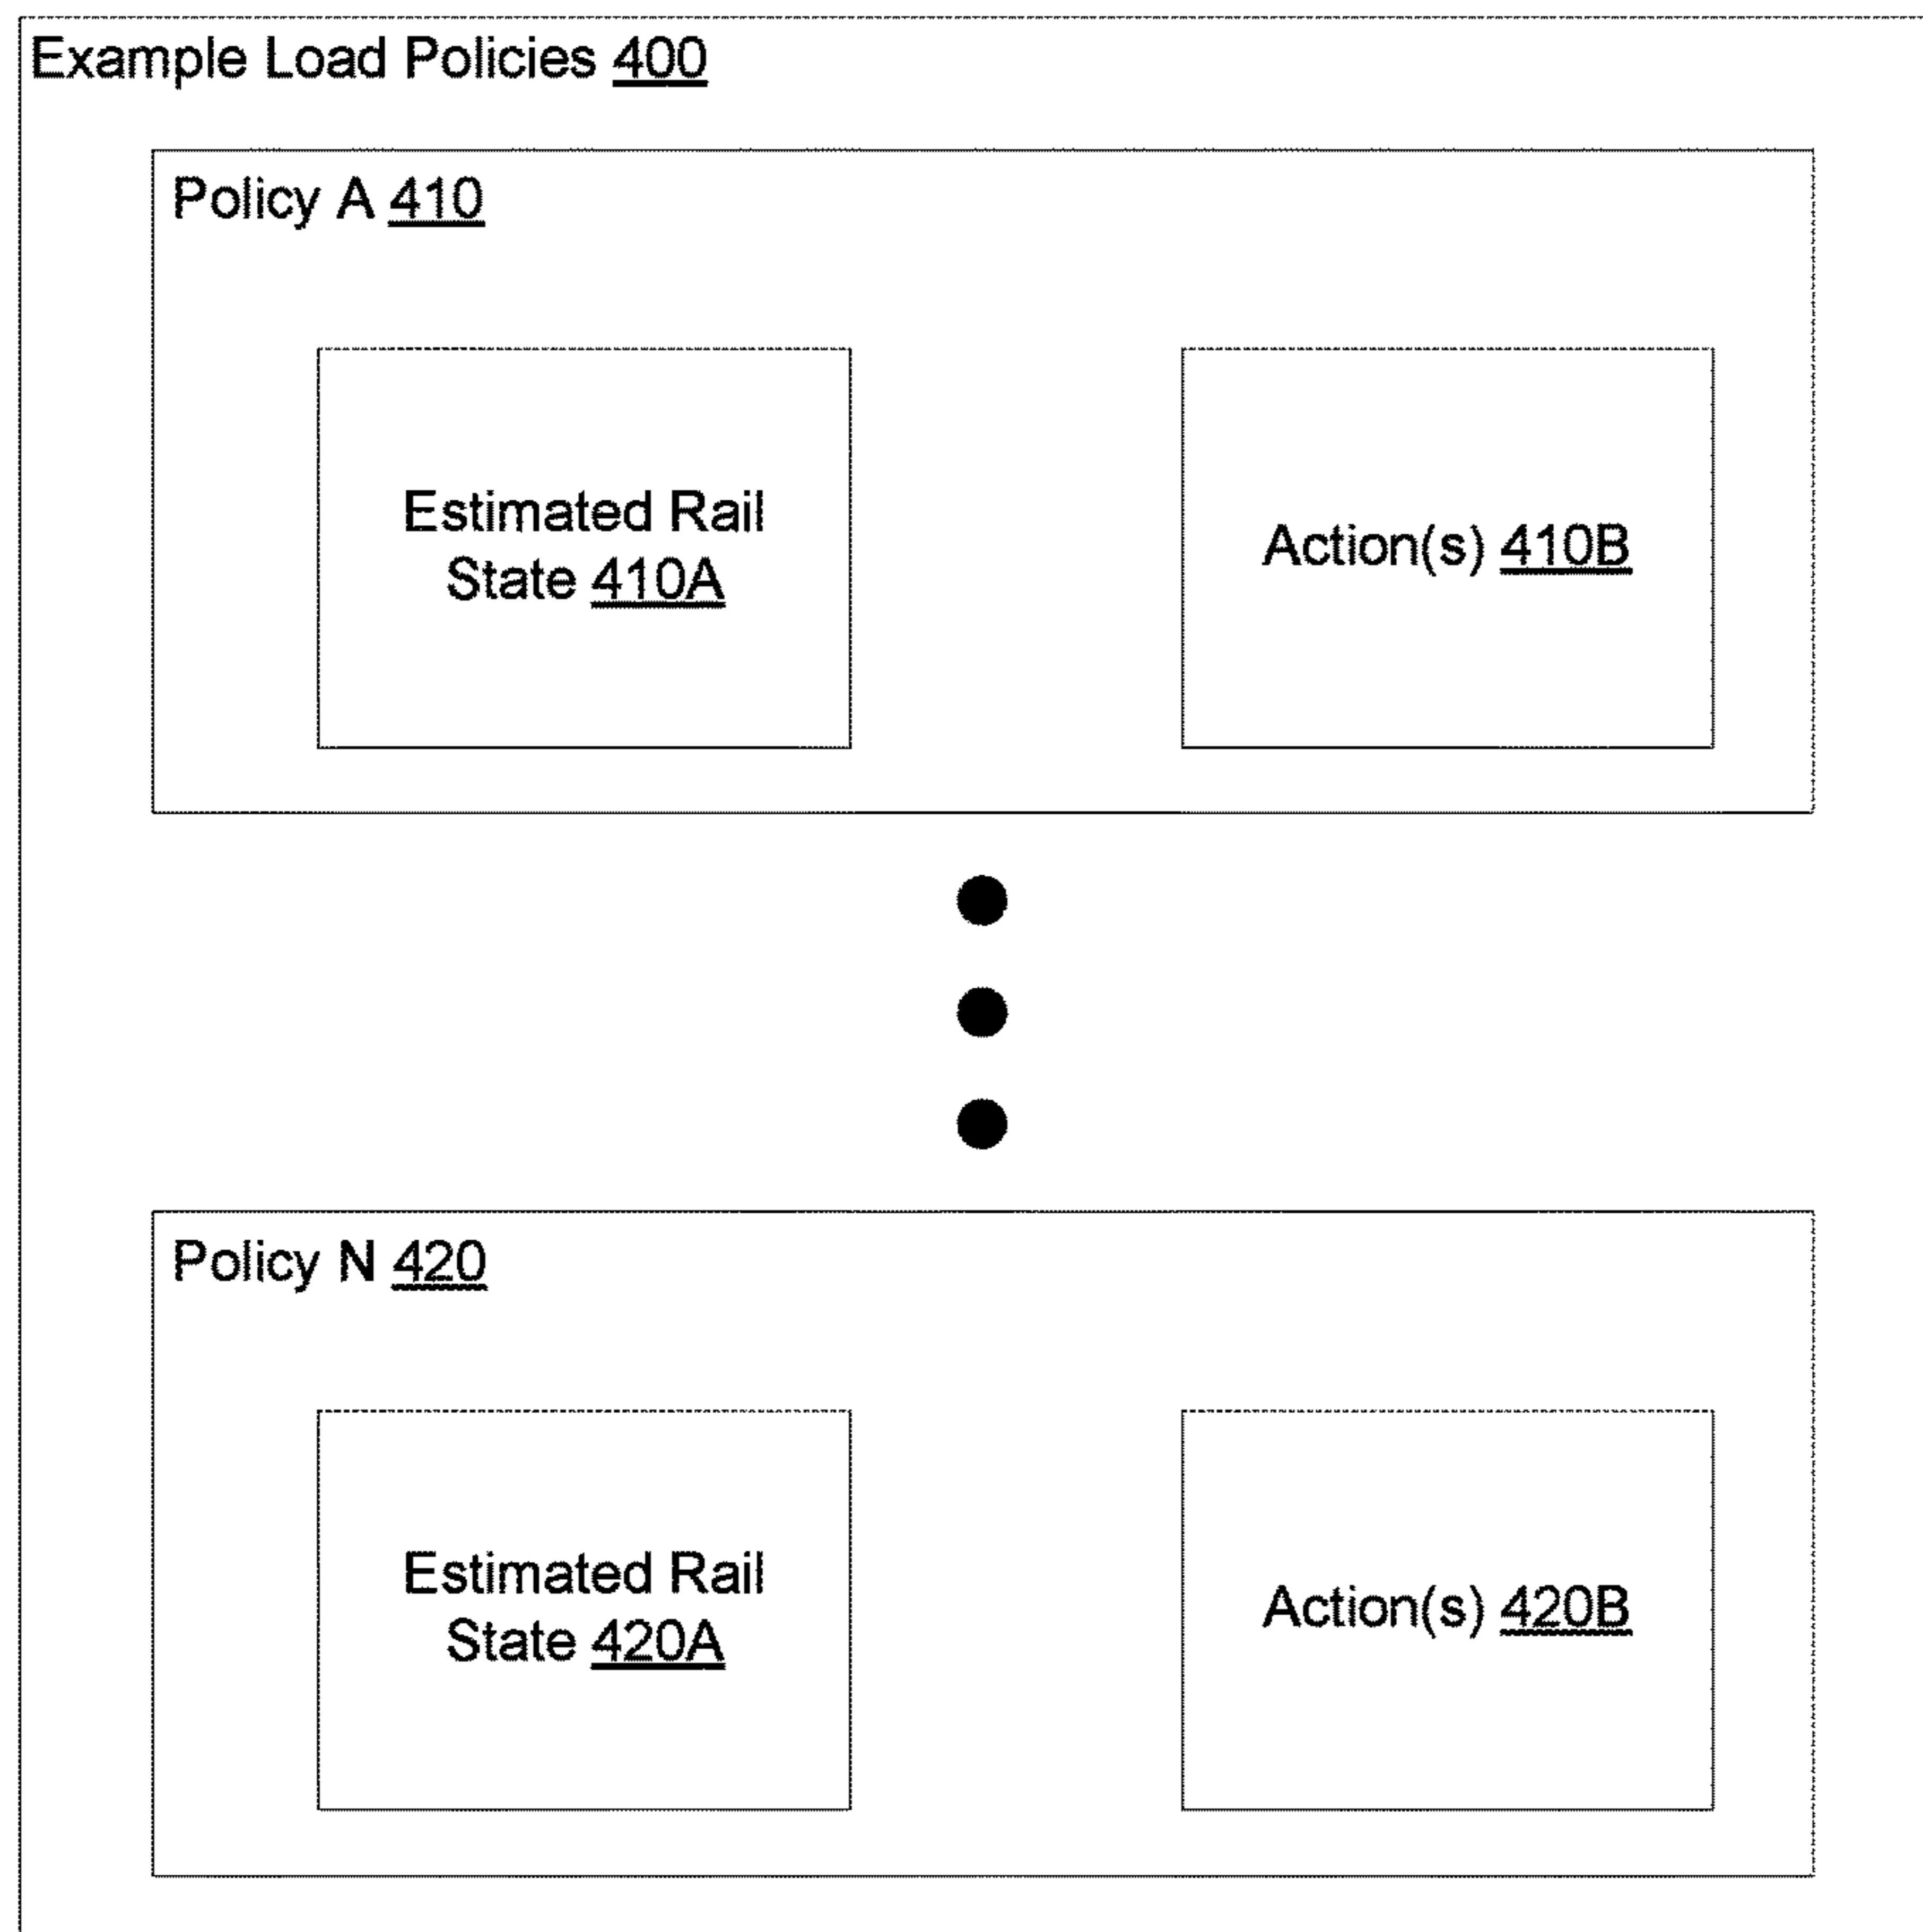 Example Load Policies 400
Policy A 410
Estimated Rail
State 410A
Action(s) 410B
Policy N 420
Estimated Rail
State 420A
Action(s) 420B